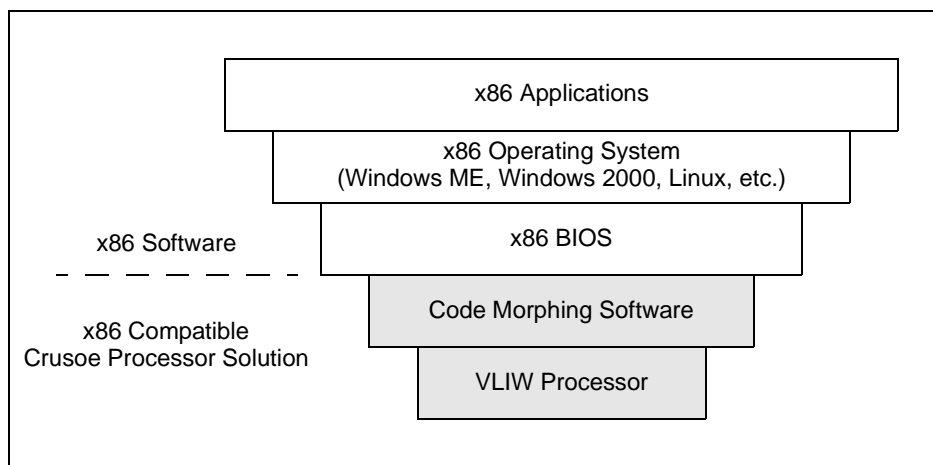 x86 Applications
x86 Operating System
(Windows ME, Windows 2000, Linux, etc.)
x86 BIOS
x86 Software
Code Morphing Software
x86 Compatible
Crusoe Processor Solution
VLIW Processor